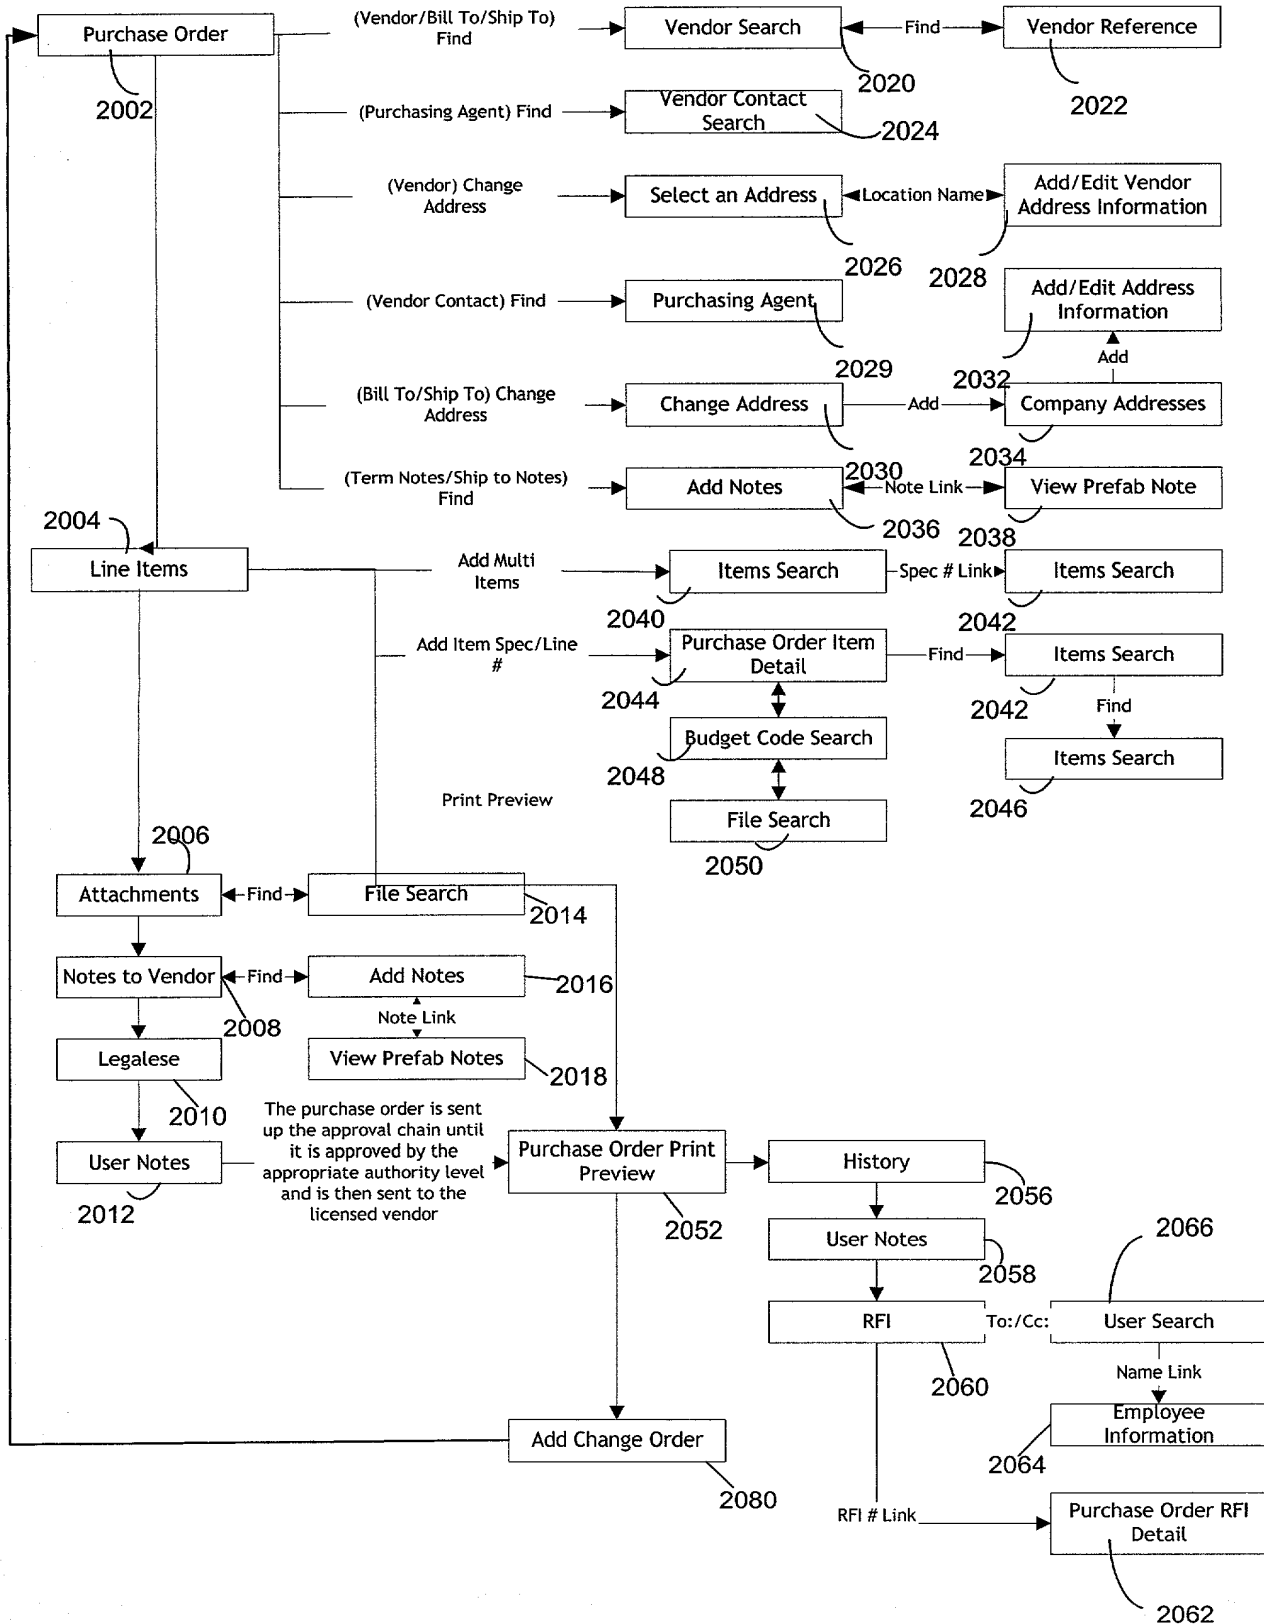 Purchase Order
2002
(Vendor/Bill To/Ship To)
Find
Vendor Search
2020
Find
Vendor Reference
2022
(Purchasing Agent) Find
Vendor Contact
Search
2024
(Vendor) Change
Address
Select an Address
2026
Location Name
Add/Edit Vendor
Address Information
2028
(Vendor Contact) Find
Purchasing Agent
2029
Add/Edit Address
Information
2032
Add
(Bill To/Ship To) Change
Address
Change Address
2030
Add
Company Addresses
2034
(Term Notes/Ship to Notes)
Find
Add Notes
2036
Note Link
View Prefab Note
2038
2004
Line Items
Add Multi
Items
Items Search
2040
Spec # Link
Items Search
2042
Add Item Spec/Line
#
Purchase Order Item
Detail
2044
Find
Items Search
2042
Find
Budget Code Search
2048
Items Search
2046
Print Preview
File Search
2050
2006
Attachments
Find
File Search
2014
Notes to Vendor
2008
Find
Add Notes
2016
Note Link
Legalese
2010
View Prefab Notes
2018
User Notes
2012
The purchase order is sent
up the approval chain until
it is approved by the
appropriate authority level
and is then sent to the
licensed vendor
Purchase Order Print
Preview
2052
History
2056
User Notes
2058
2066
RFI
2060
To:/Cc:
User Search
Name Link
Employee
Information
2064
Add Change Order
2080
RFI # Link
Purchase Order RFI
Detail
2062